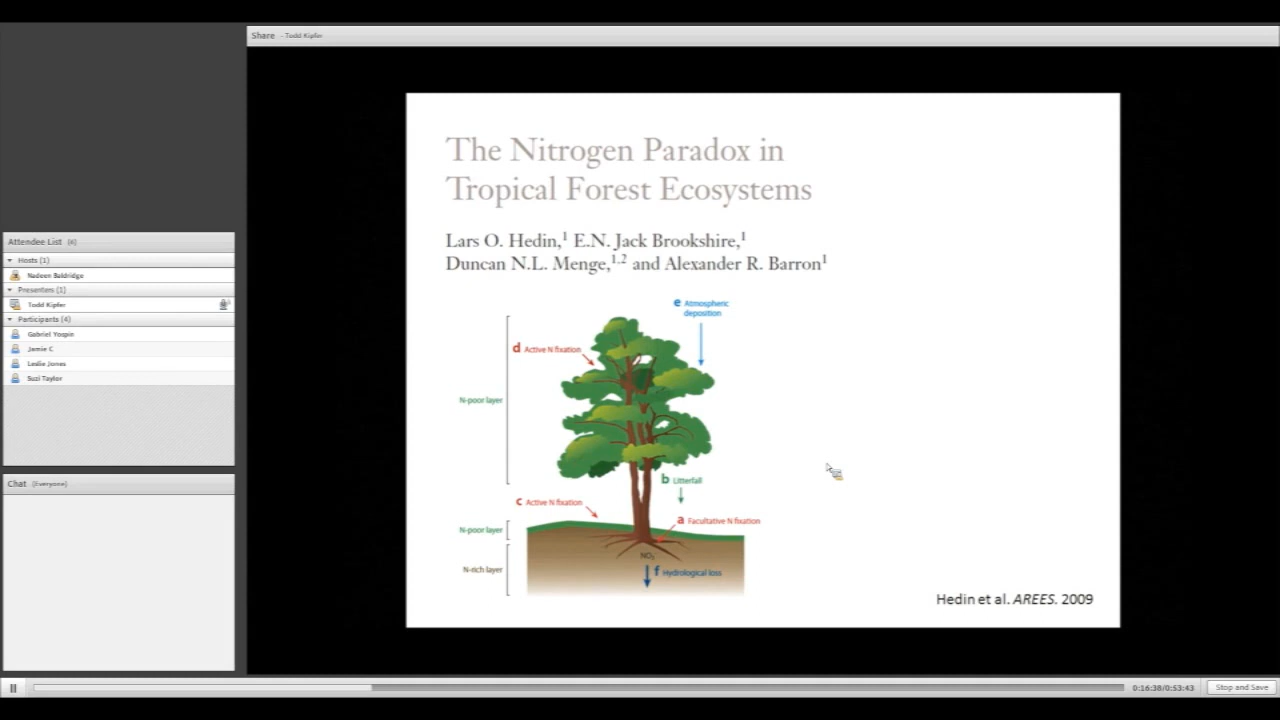 Share - Todd Kipfer
Attendee List (6)
Hosts (1)
Nadeen Baldridge
Presenters (1)
Todd Kipfer
Participants (4)
Gabriel Yospin
Jamie C
Leslie Jones
Suzi Taylor
Chat (Everyone)
The Nitrogen Paradox in
Tropical Forest Ecosystems
Lars O. Hedin,1 E.N. Jack Brookshire,1
Duncan N.L. Menge,1,2 and Alexander R. Barron1
e Atmospheric
deposition
d Active N fixation
N-poor layer
b Litterfall
c Active N fixation
a Facultative N fixation
N-poor layer
NO3
N-rich layer
f Hydrological loss
Hedin et al. AREES. 2009
0:16:38/0:53:43
Stop and Save